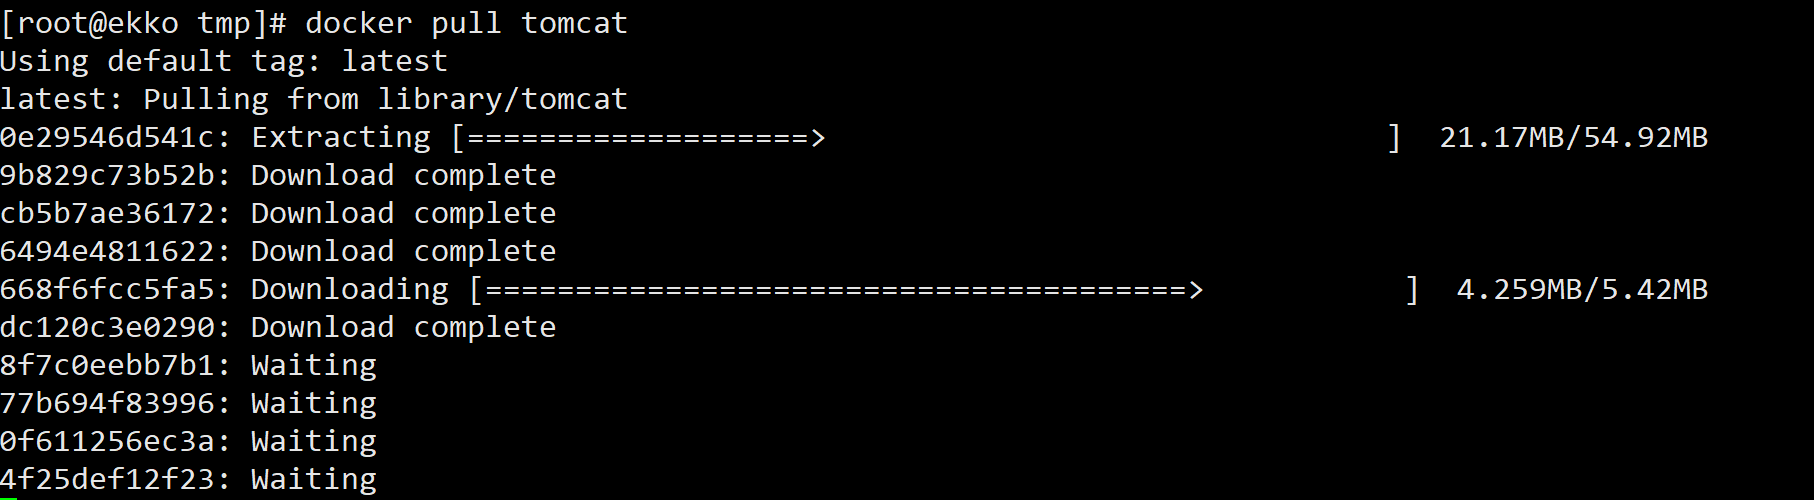 [root@ekko tmp]# docker pull tomcat
Using default tag: latest
latest: Pulling from library/tomcat
0e29546d541c: Extracting [===================>                               ]  21.17MB/54.92MB
9b829c73b52b: Download complete
cb5b7ae36172: Download complete
6494e4811622: Download complete
668f6fcc5fa5: Downloading [=======================================>           ]  4.259MB/5.42MB
dc120c3e0290: Download complete
8f7c0eebb7b1: Waiting
77b694f83996: Waiting
0f611256ec3a: Waiting
4f25def12f23: Waiting